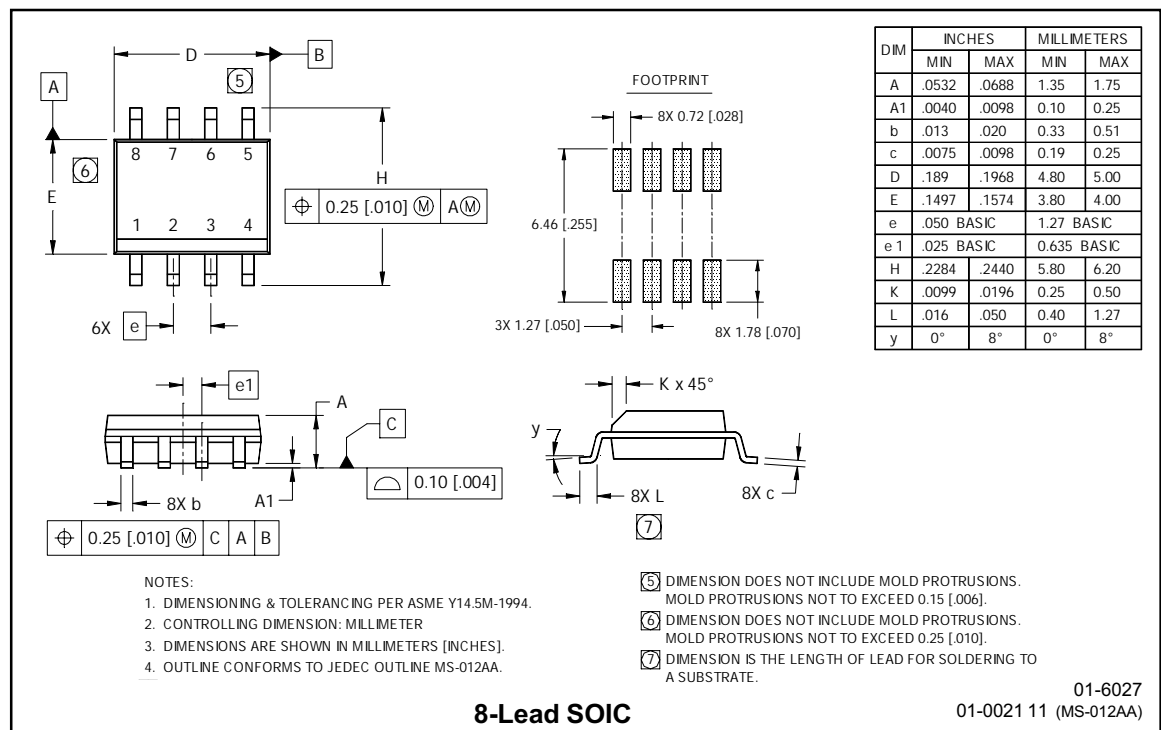 D
B
5
A
8 7 6 5
6
E
H
⌖ 0.25 [.010] Ⓜ AⓂ
1 2 3 4
6X e
FOOTPRINT
8X 0.72 [.028]
6.46 [.255]
3X 1.27 [.050]
8X 1.78 [.070]
DIM INCHES MILLIMETERS
MIN MAX MIN MAX
A .0532 .0688 1.35 1.75
A1 .0040 .0098 0.10 0.25
b .013 .020 0.33 0.51
c .0075 .0098 0.19 0.25
D .189 .1968 4.80 5.00
E .1497 .1574 3.80 4.00
e .050 BASIC 1.27 BASIC
e 1 .025 BASIC 0.635 BASIC
H .2284 .2440 5.80 6.20
K .0099 .0196 0.25 0.50
L .016 .050 0.40 1.27
y 0° 8° 0° 8°
e1
A
C
0.10 [.004]
8X b
A1
⌖ 0.25 [.010] Ⓜ C A B
K x 45°
y
8X L
8X c
7
NOTES:
1. DIMENSIONING & TOLERANCING PER ASME Y14.5M-1994.
2. CONTROLLING DIMENSION: MILLIMETER
3. DIMENSIONS ARE SHOWN IN MILLIMETERS [INCHES].
4. OUTLINE CONFORMS TO JEDEC OUTLINE MS-012AA.
5 DIMENSION DOES NOT INCLUDE MOLD PROTRUSIONS.
MOLD PROTRUSIONS NOT TO EXCEED 0.15 [.006].
6 DIMENSION DOES NOT INCLUDE MOLD PROTRUSIONS.
MOLD PROTRUSIONS NOT TO EXCEED 0.25 [.010].
7 DIMENSION IS THE LENGTH OF LEAD FOR SOLDERING TO
A SUBSTRATE.
8-Lead SOIC
01-6027
01-0021 11 (MS-012AA)